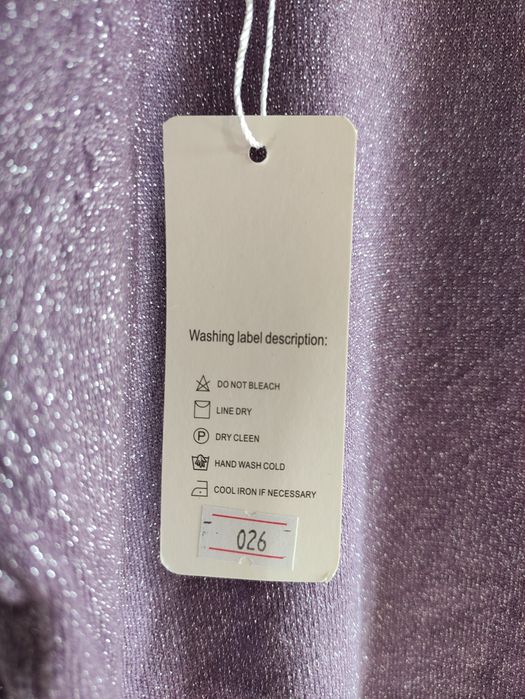 Washing label description:
DO NOT BLEACH
LINE DRY
P DRY CLEEN
HAND WASH COLD
COOL IRON IF NECESSARY
026